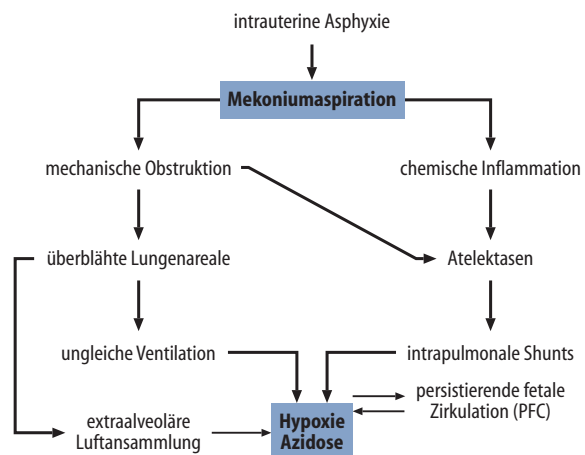 intrauterine Asphyxie
Mekoniumaspiration
mechanische Obstruktion
chemische Inflammation
überblähte Lungenareale
Atelektasen
ungleiche Ventilation
intrapulmonale Shunts
persistierende fetale
Zirkulation (PFC)
extraalveoläre
Luftansammlung
Hypoxie
Azidose